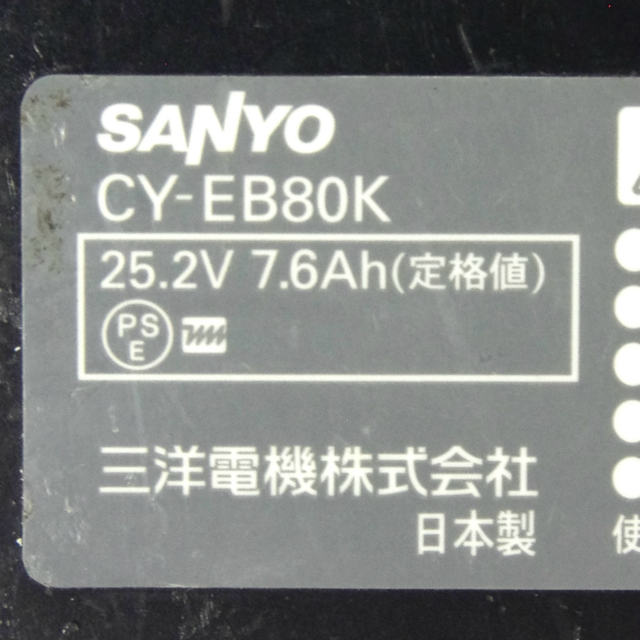 SANYO
CY-EB80K
25.2V 7.6Ah(定格値)
PS
E
三洋電機株式会社
日本製
使